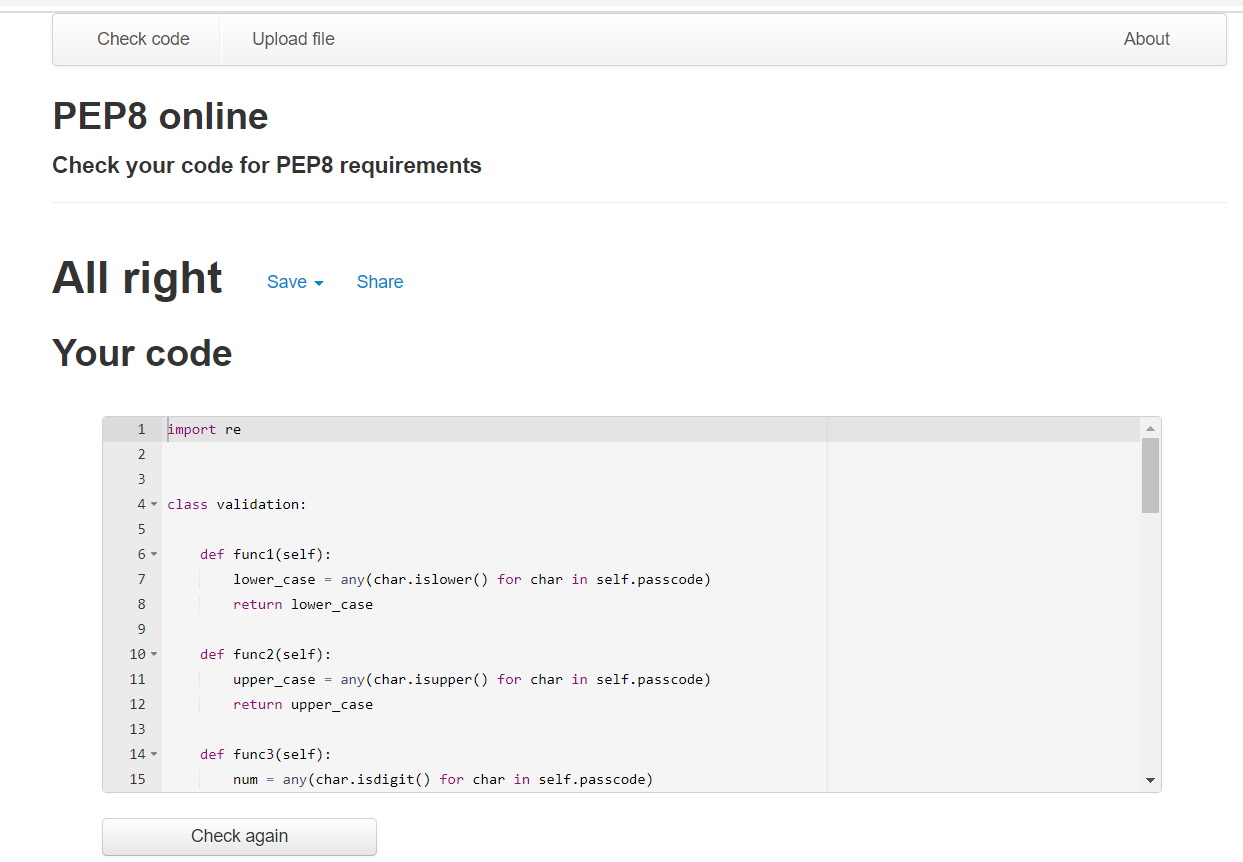 Check code Upload file About
PEP8 online
Check your code for PEP8 requirements
All right Save Share
Your code
1 import re
2
3
4 class validation:
5
6 def func1(self):
7 lower_case = any(char.islower() for char in self.passcode)
8 return lower_case
9
10 def func2(self):
11 upper_case = any(char.isupper() for char in self.passcode)
12 return upper_case
13
14 def func3(self):
15 num = any(char.isdigit() for char in self.passcode)
Check again